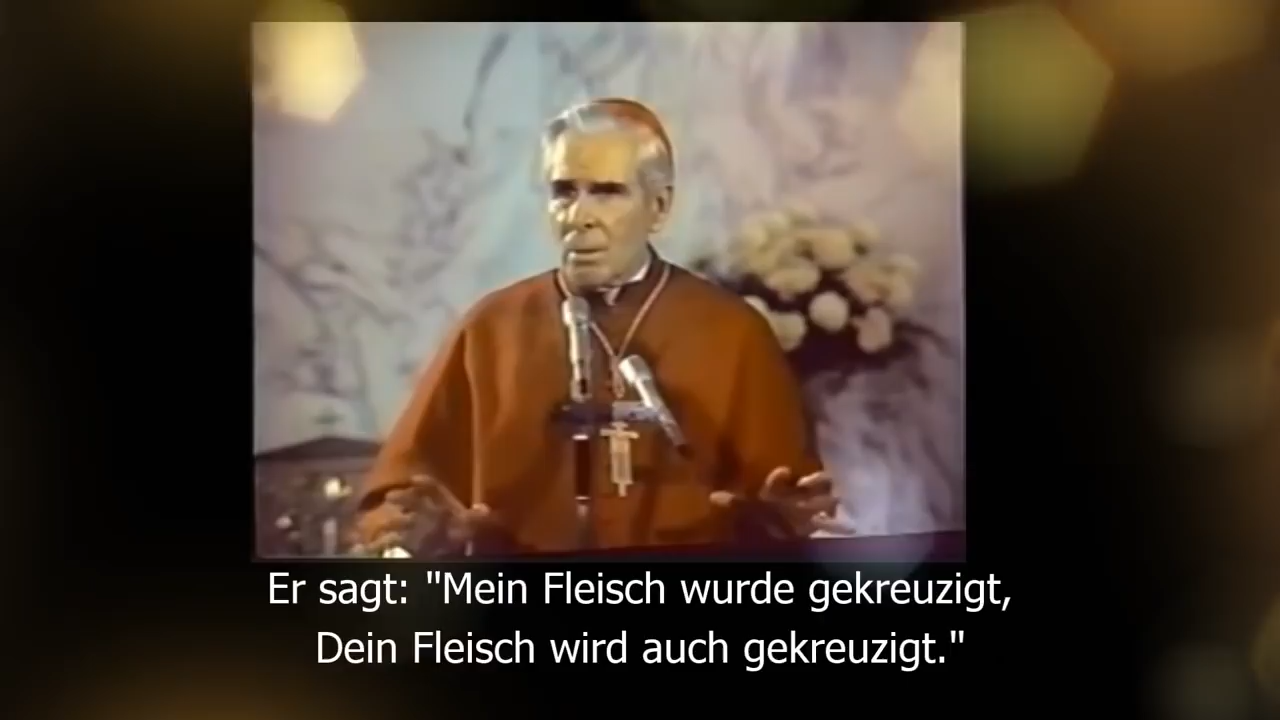 Er sagt: "Mein Fleisch wurde gekreuzigt,
Dein Fleisch wird auch gekreuzigt."